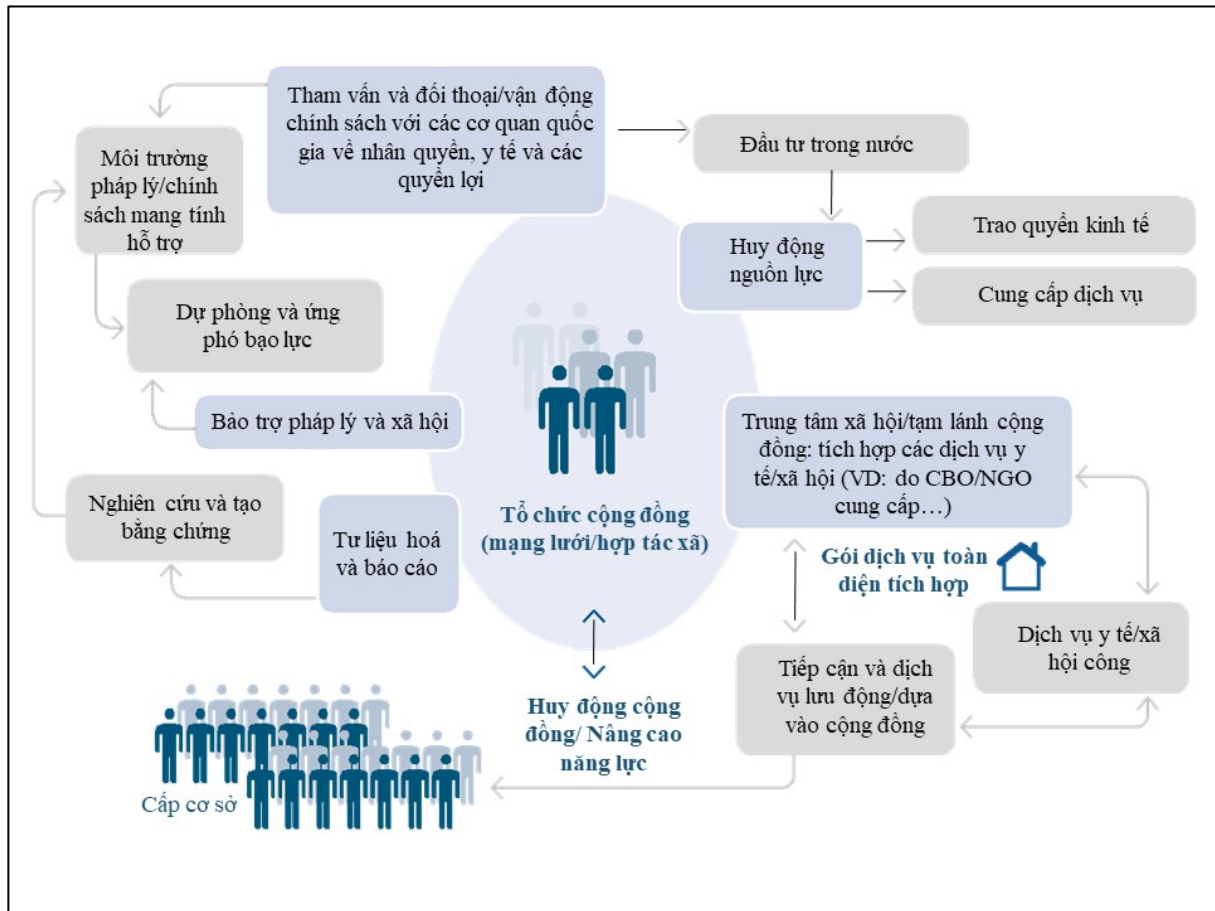 Tham vấn và đối thoại/vận động
chính sách với các cơ quan quốc
gia về nhân quyền, y tế và các
quyền lợi
Môi trường
pháp lý/chính
sách mang tính
hỗ trợ
Đầu tư trong nước
Huy động
nguồn lực
Trao quyền kinh tế
Cung cấp dịch vụ
Dự phòng và ứng
phó bạo lực
Bảo trợ pháp lý và xã hội
Nghiên cứu và tạo
bằng chứng
Tư liệu hoá
và báo cáo
Tổ chức cộng đồng
(mạng lưới/hợp tác xã)
Trung tâm xã hội/tạm lánh cộng
đồng: tích hợp các dịch vụ y
tế/xã hội (VD: do CBO/NGO
cung cấp…)
Gói dịch vụ toàn
diện tích hợp
Dịch vụ y tế/xã
hội công
Tiếp cận và dịch
vụ lưu động/dựa
vào cộng đồng
Huy động cộng
đồng/ Nâng cao
năng lực
Cấp cơ sở